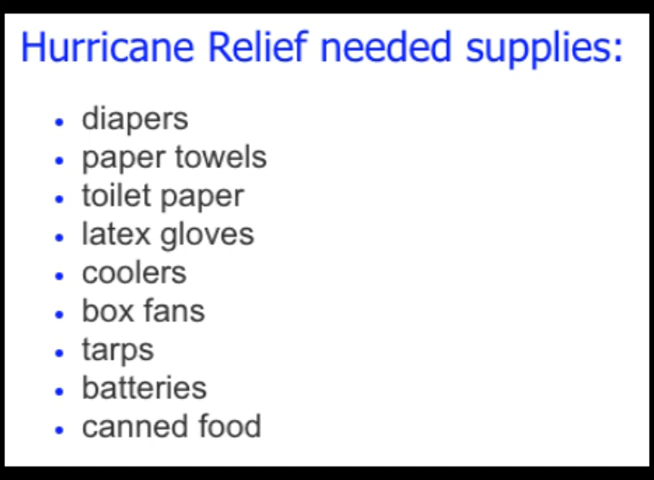 Hurricane Relief needed supplies:
• diapers
• paper towels
• toilet paper
• latex gloves
• coolers
• box fans
• tarps
• batteries
• canned food